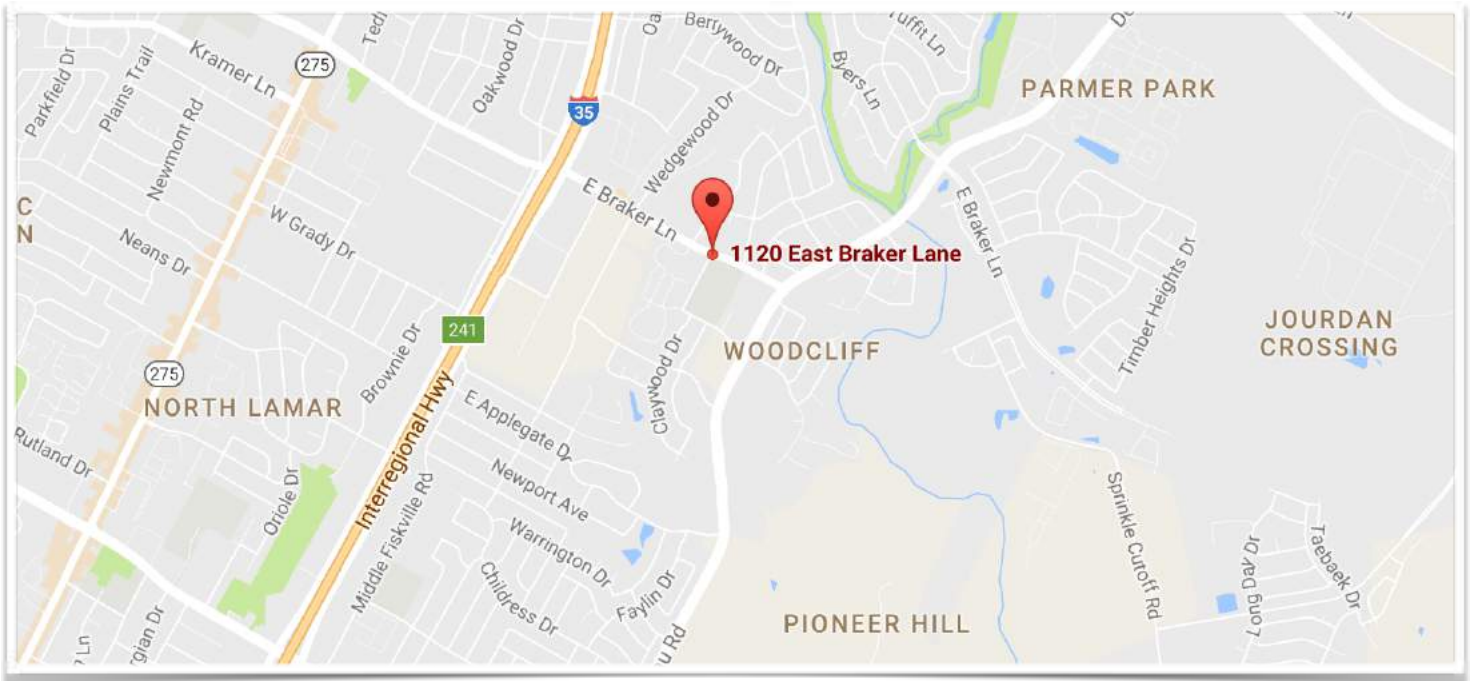 Parkfield Dr
Plains Trail
Kramer Ln
275
Newmont Rd
Oakwood Dr
35
Berrywood Dr
Byers Ln
Tuffit Ln
PARMER PARK
Wedgewood Dr
E Braker Ln
1120 East Braker Lane
E Braker Ln
C
N
Neans Dr
W Grady Dr
Timber Heights Dr
JOURDAN
CROSSING
241
Brownie Dr
Claywood Dr
WOODCLIFF
275
NORTH LAMAR
Interregional Hwy
E Applegate Dr
Rutland Dr
Oriole Dr
Middle Fiskville Rd
Newport Ave
Warrington Dr
Childress Dr
Faylin Dr
Sprinkle Cutoff Rd
Long Day Dr
Taebaek Dr
PIONEER HILL